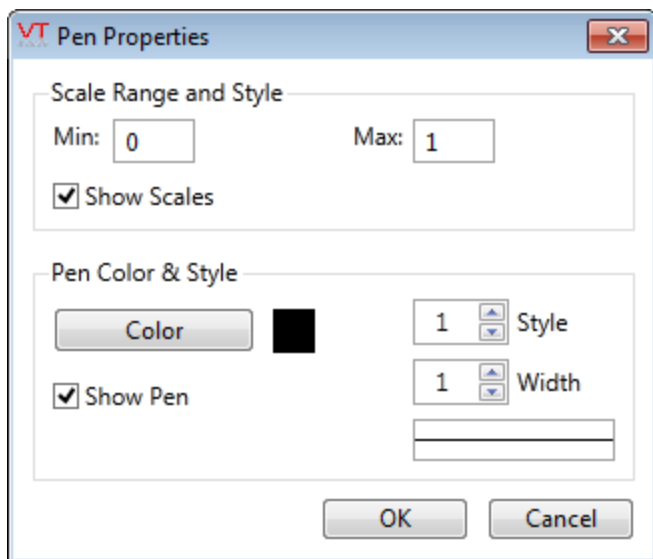 VT Pen Properties
Scale Range and Style
Min: 0 Max: 1
Show Scales
Pen Color & Style
Color 1 Style
Show Pen 1 Width
OK Cancel